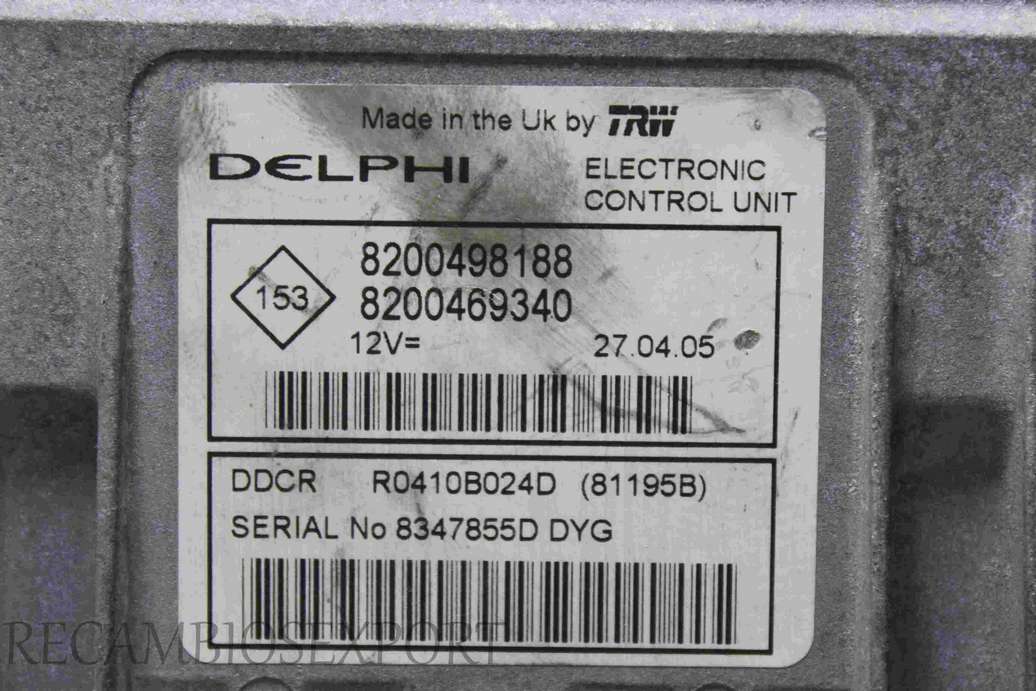 Made in the Uk by TRW
DELPHI
ELECTRONIC
CONTROL UNIT
153
8200498188
8200469340
12V=
27.04.05
DDCR R0410B024D (81195B)
SERIAL No 8347855D DYG
RECAMBIOSEXPORT